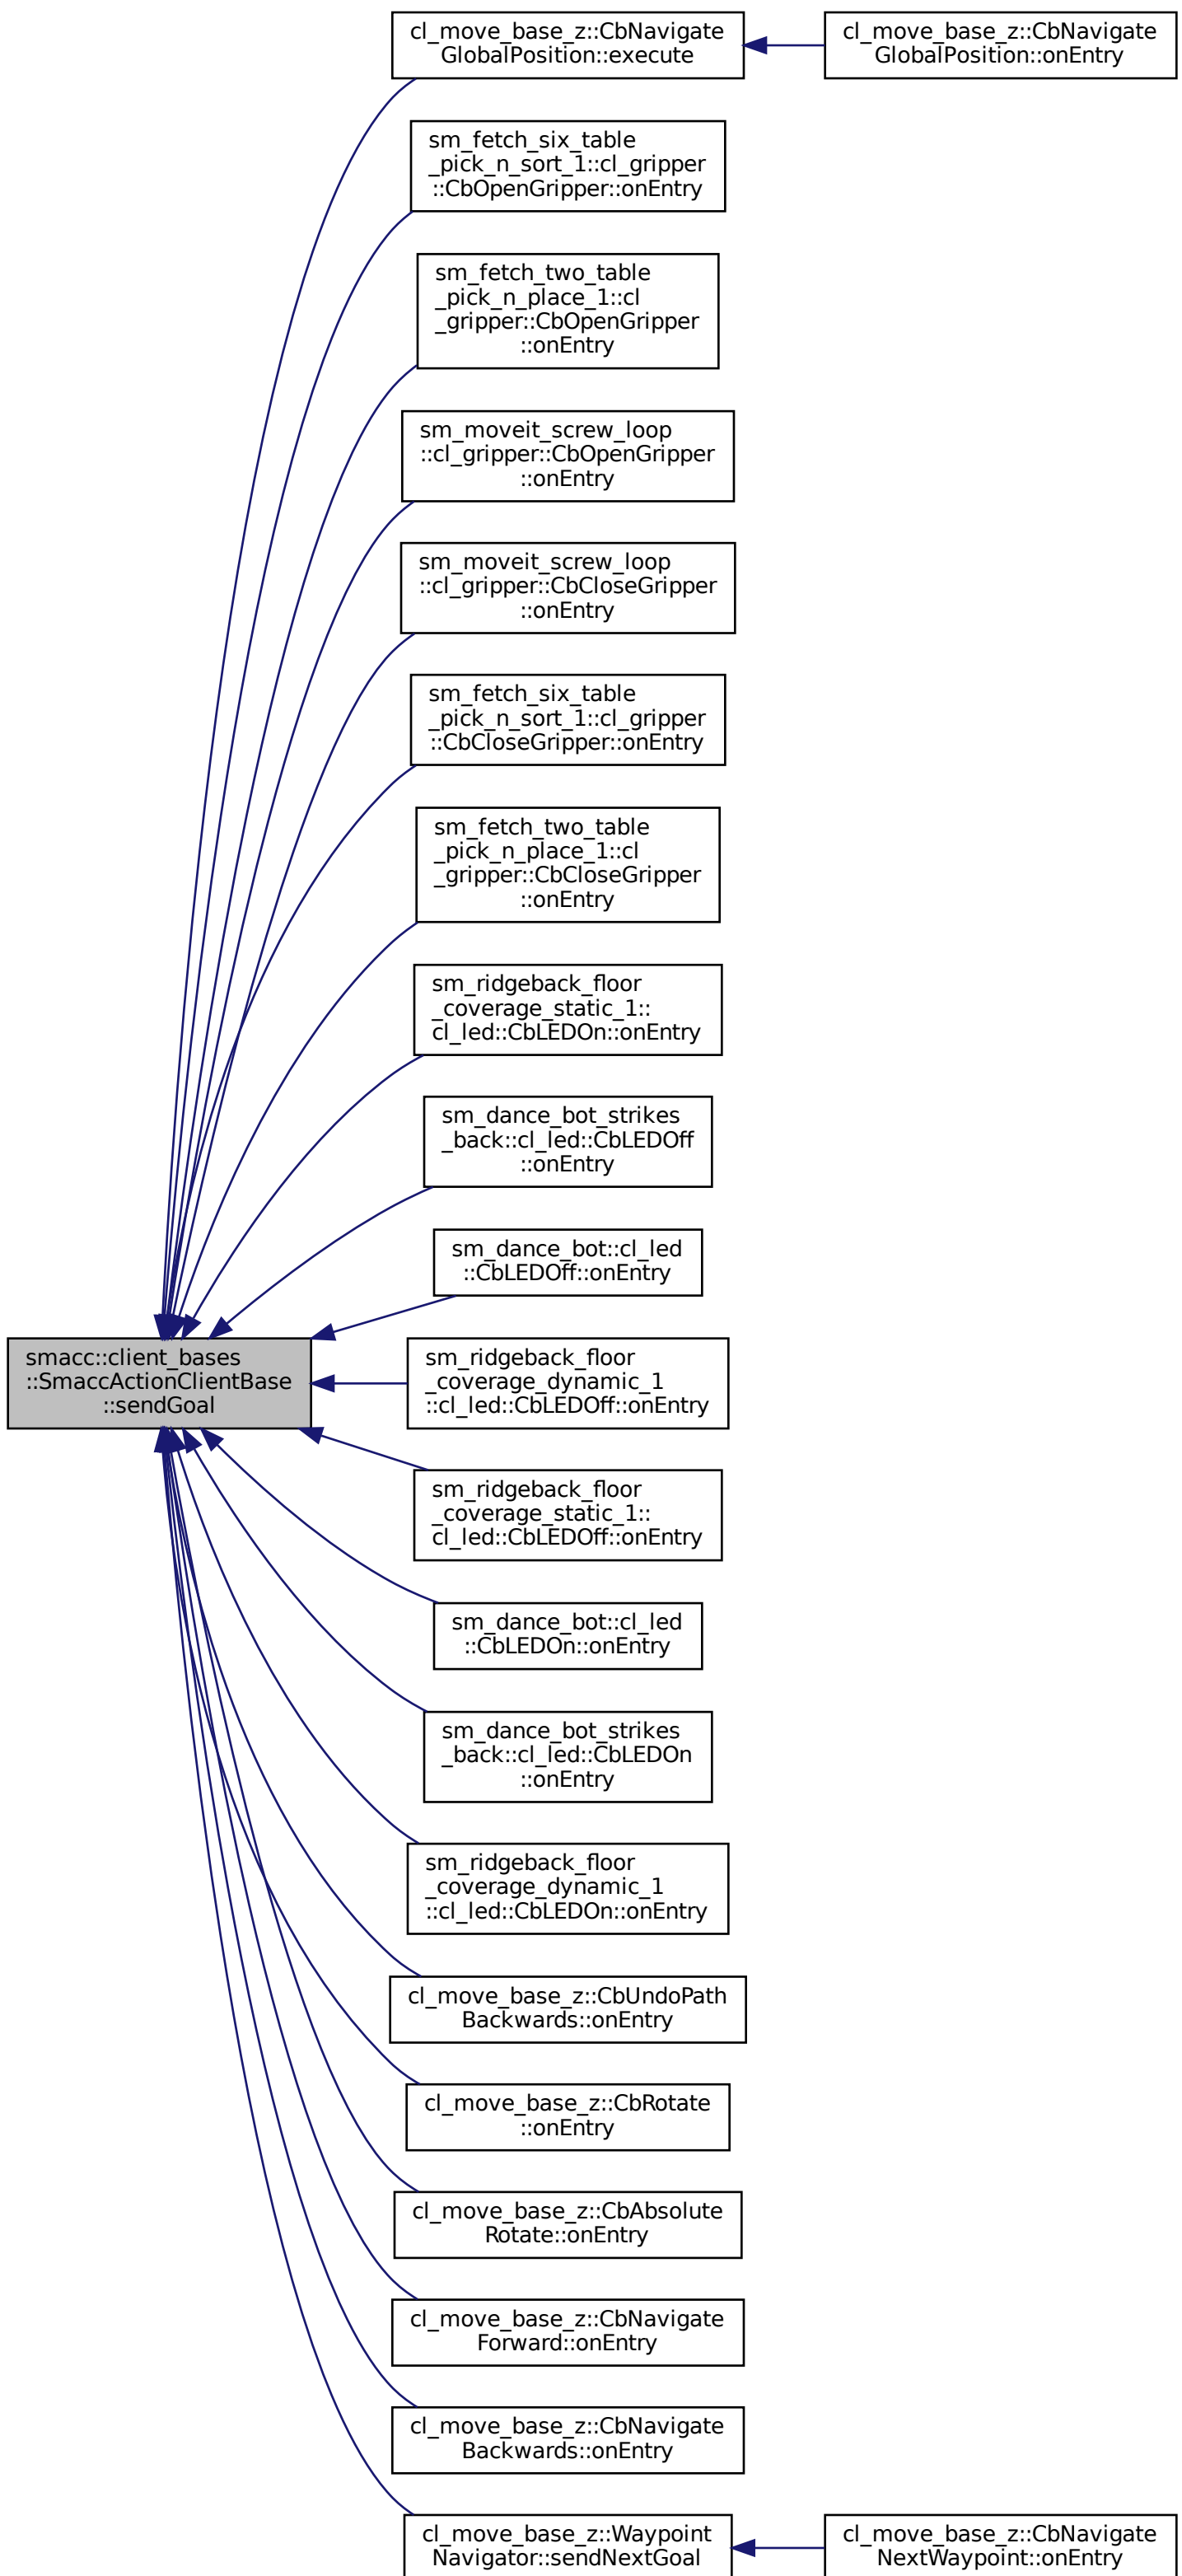 cl_move_base_z::CbNavigate
GlobalPosition::execute
cl_move_base_z::CbNavigate
GlobalPosition::onEntry
sm_fetch_six_table
_pick_n_sort_1::cl_gripper
::CbOpenGripper::onEntry
sm_fetch_two_table
_pick_n_place_1::cl
_gripper::CbOpenGripper
::onEntry
sm_moveit_screw_loop
::cl_gripper::CbOpenGripper
::onEntry
sm_moveit_screw_loop
::cl_gripper::CbCloseGripper
::onEntry
sm_fetch_six_table
_pick_n_sort_1::cl_gripper
::CbCloseGripper::onEntry
sm_fetch_two_table
_pick_n_place_1::cl
_gripper::CbCloseGripper
::onEntry
sm_ridgeback_floor
_coverage_static_1::
cl_led::CbLEDOn::onEntry
sm_dance_bot_strikes
_back::cl_led::CbLEDOff
::onEntry
sm_dance_bot::cl_led
::CbLEDOff::onEntry
smacc::client_bases
::SmaccActionClientBase
::sendGoal
sm_ridgeback_floor
_coverage_dynamic_1
::cl_led::CbLEDOff::onEntry
sm_ridgeback_floor
_coverage_static_1::
cl_led::CbLEDOff::onEntry
sm_dance_bot::cl_led
::CbLEDOn::onEntry
sm_dance_bot_strikes
_back::cl_led::CbLEDOn
::onEntry
sm_ridgeback_floor
_coverage_dynamic_1
::cl_led::CbLEDOn::onEntry
cl_move_base_z::CbUndoPath
Backwards::onEntry
cl_move_base_z::CbRotate
::onEntry
cl_move_base_z::CbAbsolute
Rotate::onEntry
cl_move_base_z::CbNavigate
Forward::onEntry
cl_move_base_z::CbNavigate
Backwards::onEntry
cl_move_base_z::Waypoint
Navigator::sendNextGoal
cl_move_base_z::CbNavigate
NextWaypoint::onEntry